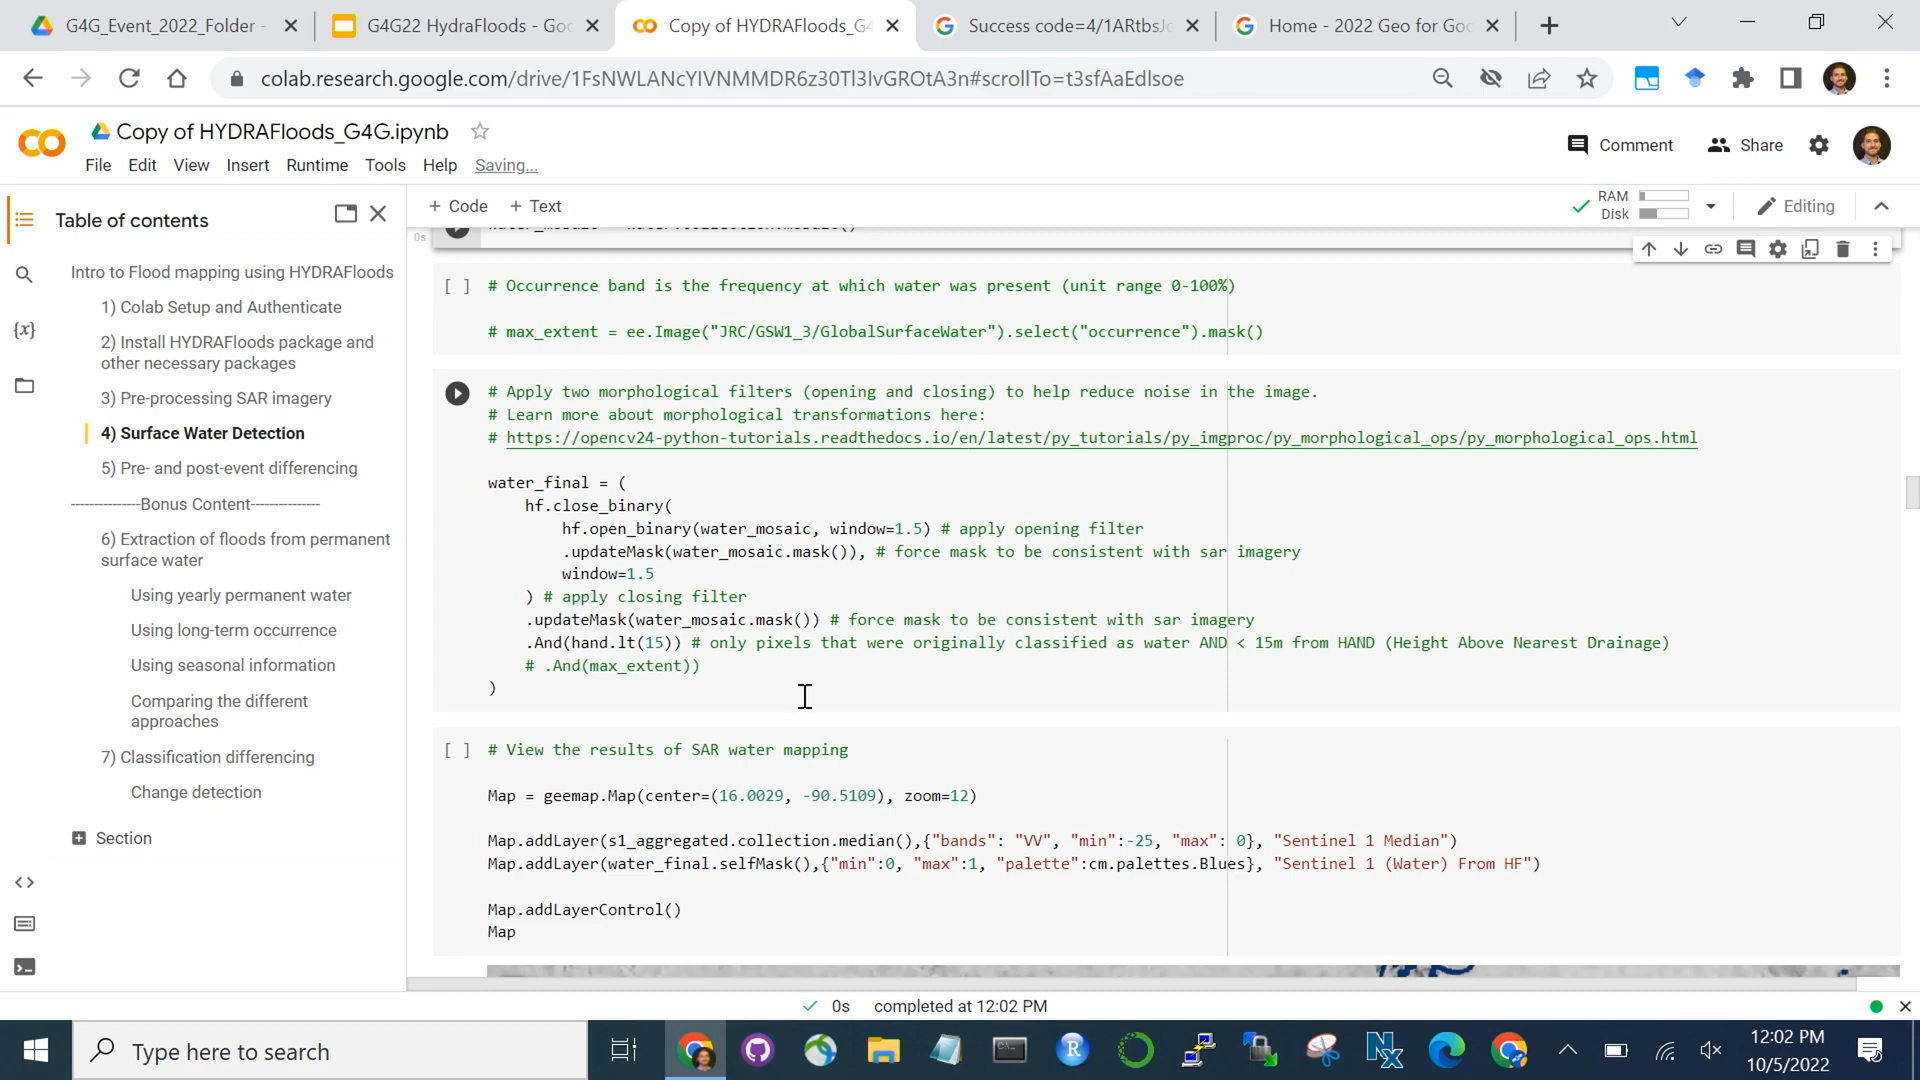 G4G_Event_2022_Folder -
G4G22 HydraFloods - Goo
Copy of HYDRAFloods_G4
Success code=4/1ARtbsJo
Home - 2022 Geo for Goo
colab.research.google.com/drive/1FsNWLANcYIVNMMDR6z30Tl3IvGROtA3n#scrollTo=t3sfAaEdlsoe
Copy of HYDRAFloods_G4G.ipynb
Comment
Share
File Edit View Insert Runtime Tools Help Saving...
Table of contents
+ Code + Text
RAM
Disk
Editing
Intro to Flood mapping using HYDRAFloods
1) Colab Setup and Authenticate
2) Install HYDRAFloods package and
other necessary packages
3) Pre-processing SAR imagery
4) Surface Water Detection
5) Pre- and post-event differencing
---------------Bonus Content---------------
6) Extraction of floods from permanent
surface water
Using yearly permanent water
Using long-term occurrence
Using seasonal information
Comparing the different
approaches
7) Classification differencing
Change detection
Section
{x}
0s
[ ] # Occurrence band is the frequency at which water was present (unit range 0-100%)
# max_extent = ee.Image("JRC/GSW1_3/GlobalSurfaceWater").select("occurrence").mask()
# Apply two morphological filters (opening and closing) to help reduce noise in the image.
# Learn more about morphological transformations here:
# https://opencv24-python-tutorials.readthedocs.io/en/latest/py_tutorials/py_imgproc/py_morphological_ops/py_morphological_ops.html
water_final = (
hf.close_binary(
hf.open_binary(water_mosaic, window=1.5) # apply opening filter
.updateMask(water_mosaic.mask()), # force mask to be consistent with sar imagery
window=1.5
) # apply closing filter
.updateMask(water_mosaic.mask()) # force mask to be consistent with sar imagery
.And(hand.lt(15)) # only pixels that were originally classified as water AND < 15m from HAND (Height Above Nearest Drainage)
# .And(max_extent))
)
[ ] # View the results of SAR water mapping
Map = geemap.Map(center=(16.0029, -90.5109), zoom=12)
Map.addLayer(s1_aggregated.collection.median(),{"bands": "VV", "min":-25, "max": 0}, "Sentinel 1 Median")
Map.addLayer(water_final.selfMask(),{"min":0, "max":1, "palette":cm.palettes.Blues}, "Sentinel 1 (Water) From HF")
Map.addLayerControl()
Map
0s completed at 12:02 PM
Type here to search
12:02 PM
10/5/2022